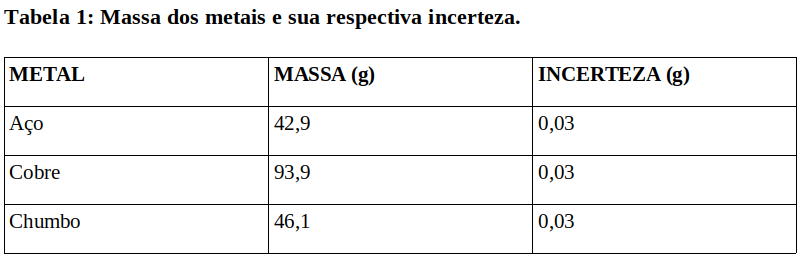 Tabela 1: Massa dos metais e sua respectiva incerteza.
METAL MASSA (g) INCERTEZA (g)
Aço 42,9 0,03
Cobre 93,9 0,03
Chumbo 46,1 0,03